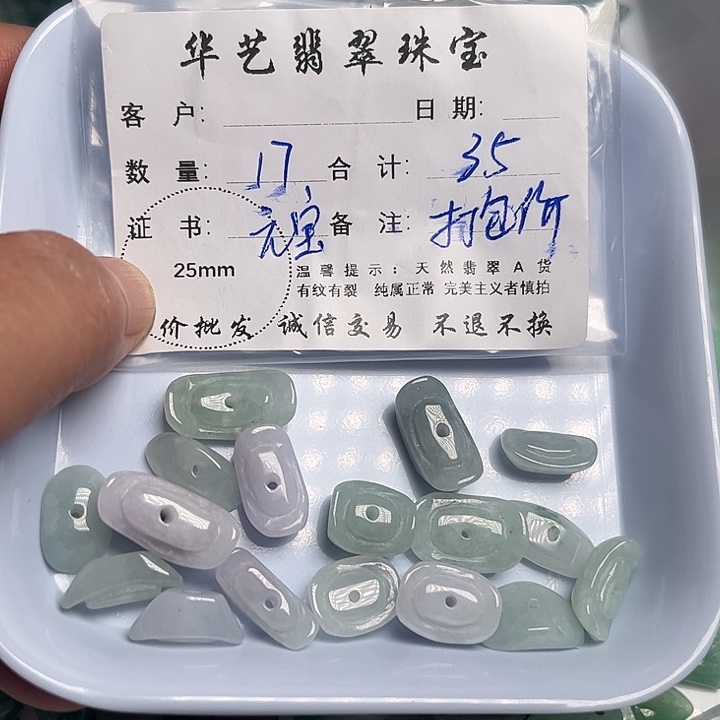 华艺翡翠珠宝
客 户: 日 期:
数 量: 17 合 计: 35
证 书: 元宝 备 注: 打包价
25mm
温馨提示:天然翡翠A货
有纹有裂 纯属正常 完美主义者慎拍
价批发 诚信交易 不退不换